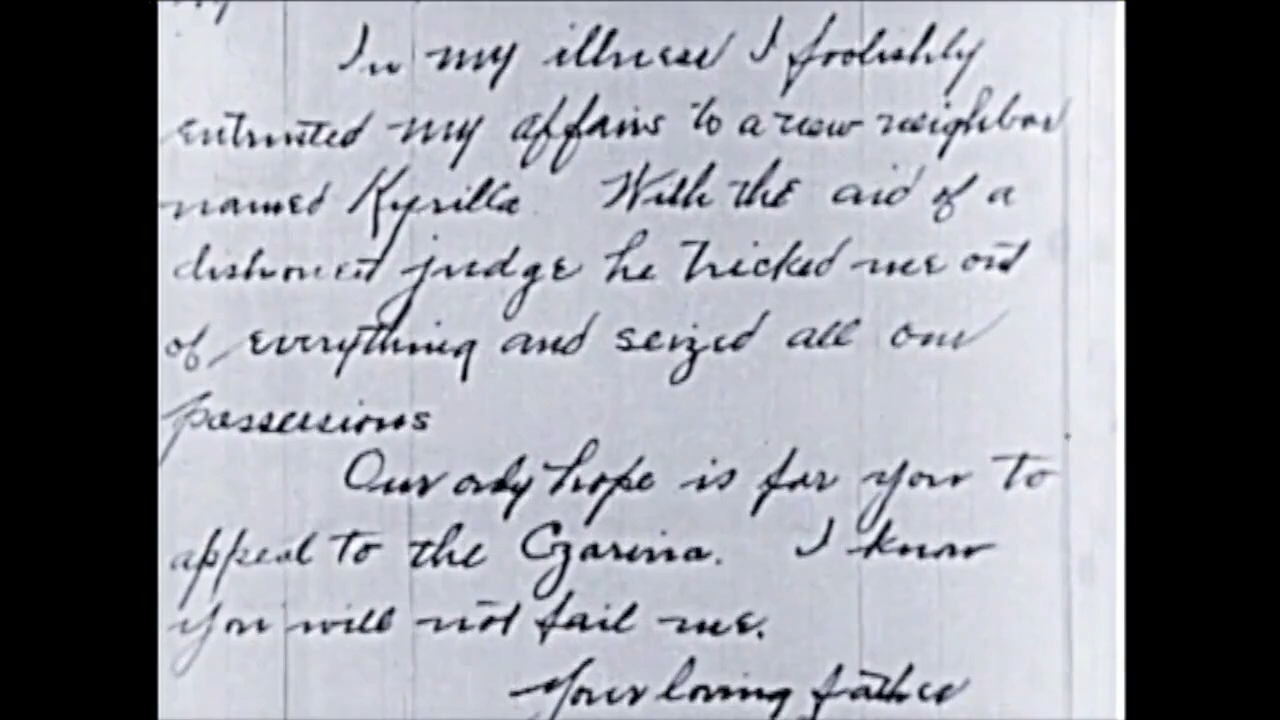 In my illness I foolishly
entrusted my affairs to a new neighbor
named Kyrilla. With the aid of a
dishonest judge he tricked me out
of everything and seized all our
possessions
Our only hope is for you to
appeal to the Czarina. I know
you will not fail me.
Your loving father